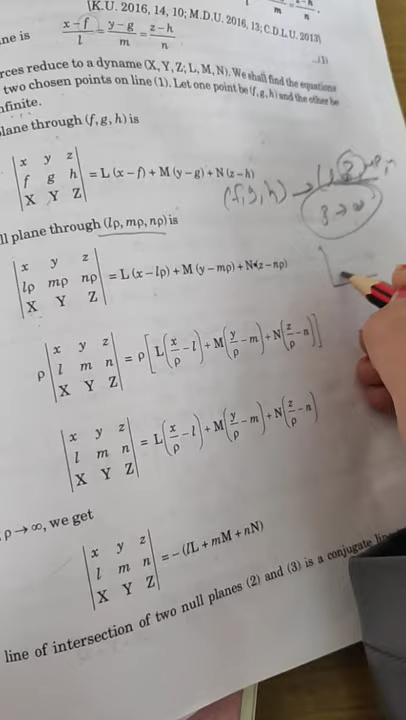 [K.U. 2016, 14, 10; M.D.U. 2016, 13; C.D.L.U. 2013]
ne is (x−f)/l = (y−g)/m = (z−h)/n ...(1)
rces reduce to a dyname (X, Y, Z; L, M, N). We shall find the equations
two chosen points on line (1). Let one point be (f, g, h) and the other be
nfinite.
lane through (f, g, h) is
| x y z |
| f g h | = L (x − f) + M (y − g) + N (z − h)
| X Y Z |
(f, g, h) →
ρ → ∞
ll plane through (lρ, mρ, nρ) is
| x y z |
| lρ mρ nρ | = L (x − lρ) + M (y − mρ) + N (z − nρ)
| X Y Z |
ρ | x y z |
| l m n | = ρ [ L(x/ρ − l) + M(y/ρ − m) + N(z/ρ − n) ]
| X Y Z |
| x y z |
| l m n | = L(x/ρ − l) + M(y/ρ − m) + N(z/ρ − n)
| X Y Z |
ρ → ∞, we get
| x y z |
| l m n | = − (lL + mM + nN)
| X Y Z |
line of intersection of two null planes (2) and (3) is a conjugate line